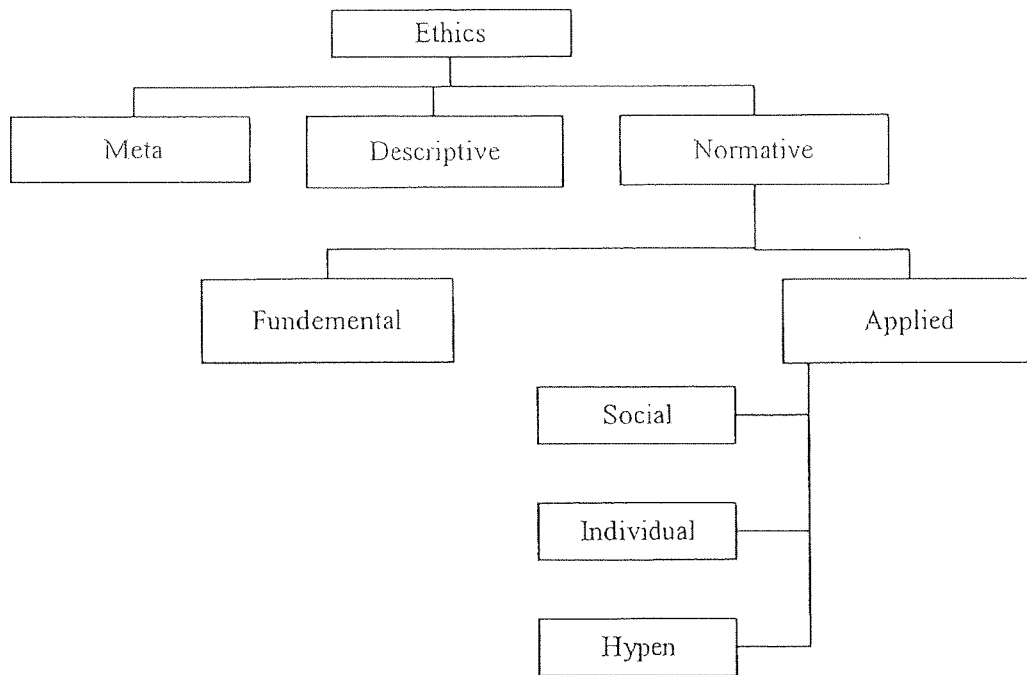 Ethics
Meta
Descriptive
Normative
Fundemental
Applied
Social
Individual
Hypen